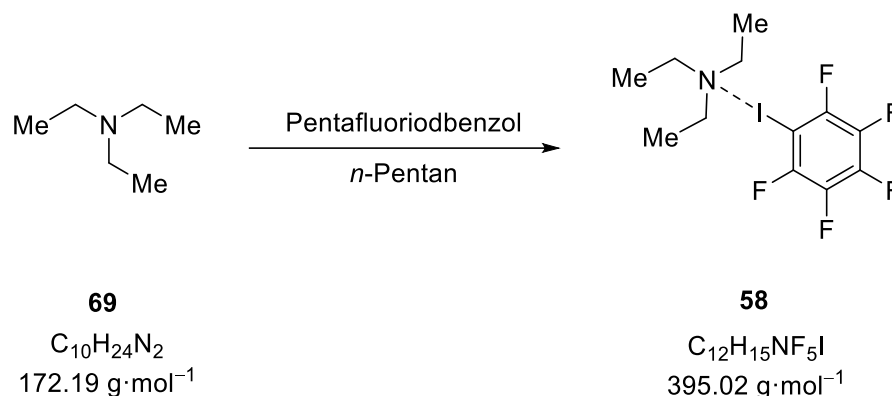 Me
N
Me
Me
Pentafluoriodbenzol
n-Pentan
Me
Me
N
Me
I
F
F
F
F
F
69
C10H24N2
172.19 g·mol−1
58
C12H15NF5I
395.02 g·mol−1